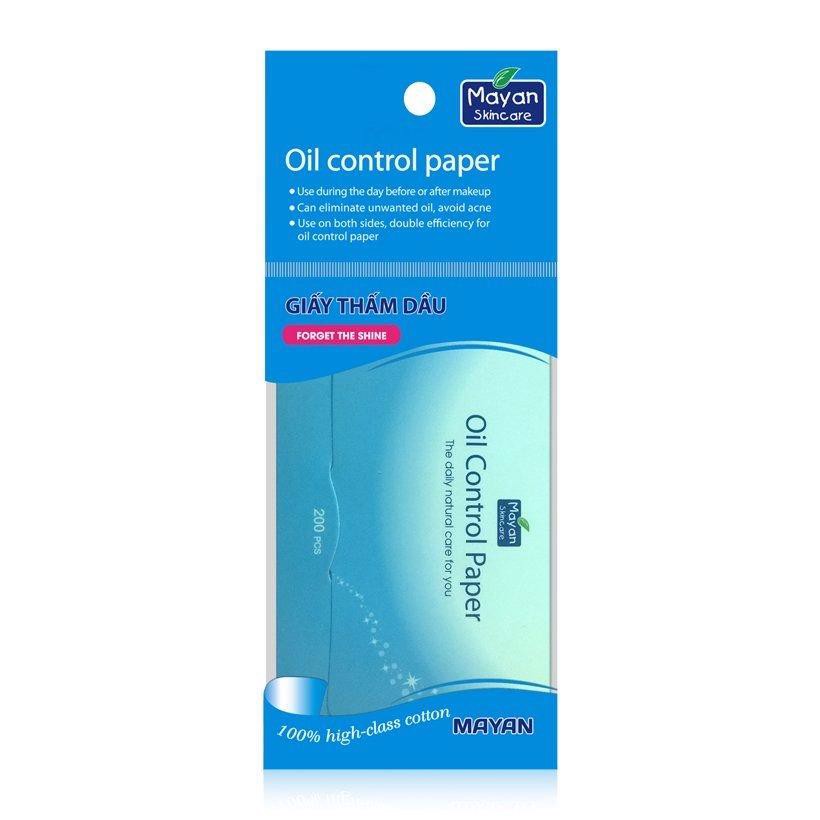 Mayan
Skincare
Oil control paper
• Use during the day before or after makeup
• Can eliminate unwanted oil, avoid acne
• Use on both sides, double efficiency for
oil control paper
GIẤY THẤM DẦU
FORGET THE SHINE
Mayan
Skincare
Oil Control Paper
The daily natural care for you
200 PCS
100% high-class cotton
MAYAN